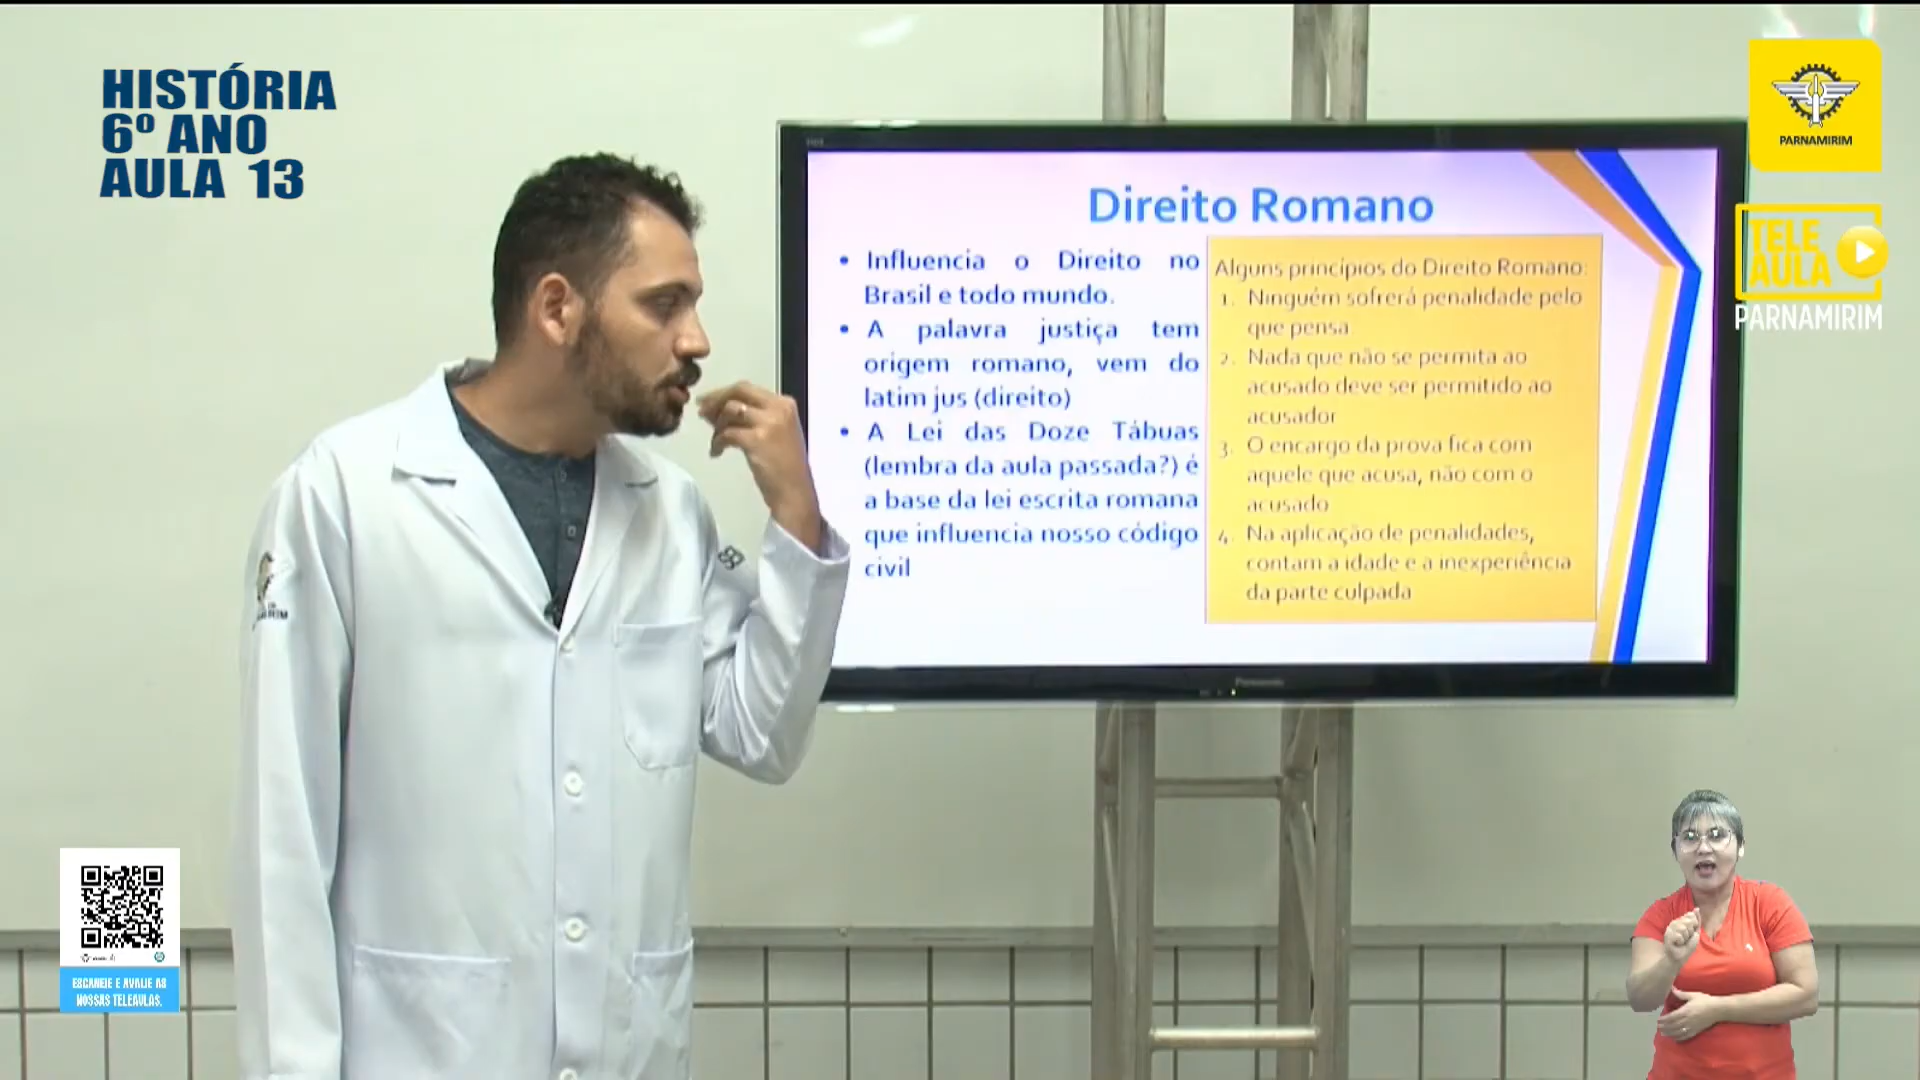 HISTÓRIA
6º ANO
AULA 13
PARNAMIRIM
TELE
AULA
PARNAMIRIM
Direito Romano
• Influencia o Direito no
Brasil e todo mundo.
• A palavra justiça tem
origem romano, vem do
latim jus (direito)
• A Lei das Doze Tábuas
(lembra da aula passada?) é
a base da lei escrita romana
que influencia nosso código
civil
Alguns princípios do Direito Romano:
1. Ninguém sofrerá penalidade pelo
que pensa.
2. Nada que não se permita ao
acusado deve ser permitido ao
acusador
3. O encargo da prova fica com
aquele que acusa, não com o
acusado
4. Na aplicação de penalidades,
contam a idade e a inexperiência
da parte culpada
Panasonic
ESCANEIE E AVALIE AS
NOSSAS TELEAULAS.